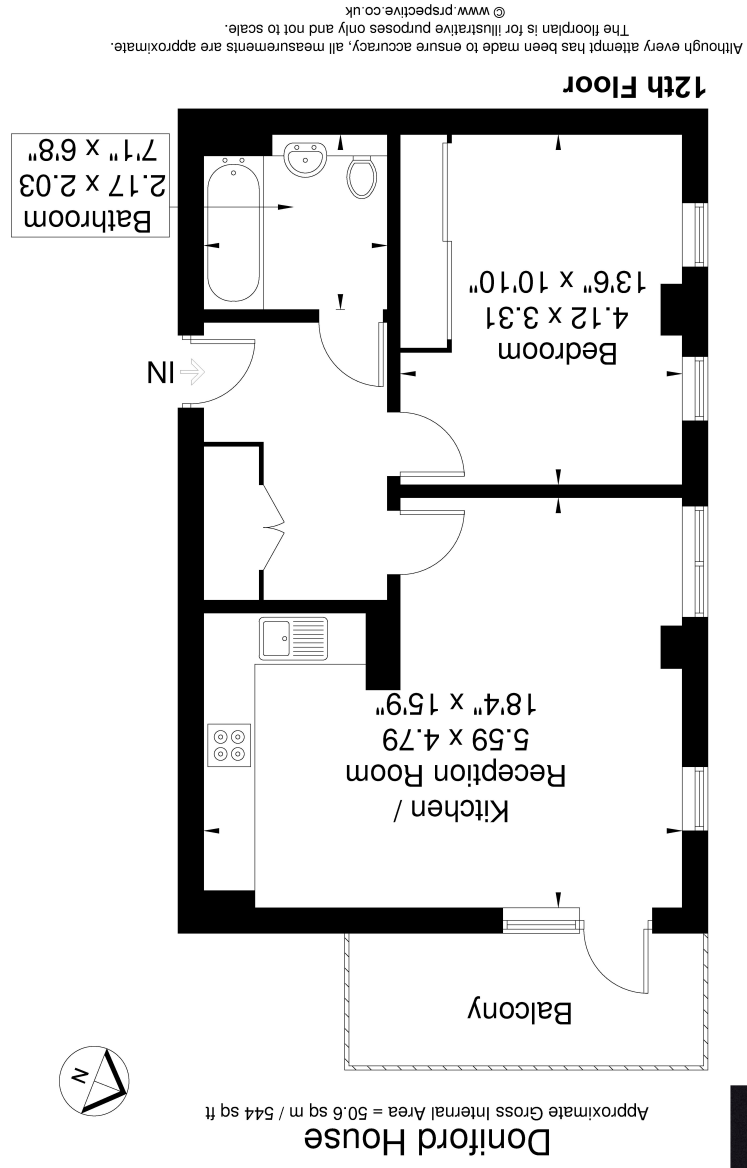 Doniford House
Approximate Gross Internal Area = 50.6 sq m / 544 sq ft
N
Balcony
Kitchen /
Reception Room
5.59 x 4.79
18'4" x 15'9"
IN
Bedroom
4.12 x 3.31
13'6" x 10'10"
Bathroom
2.17 x 2.03
7'1" x 6'8"
12th Floor
Although every attempt has been made to ensure accuracy, all measurements are approximate.
The floorplan is for illustrative purposes only and not to scale.
© www.prspective.co.uk